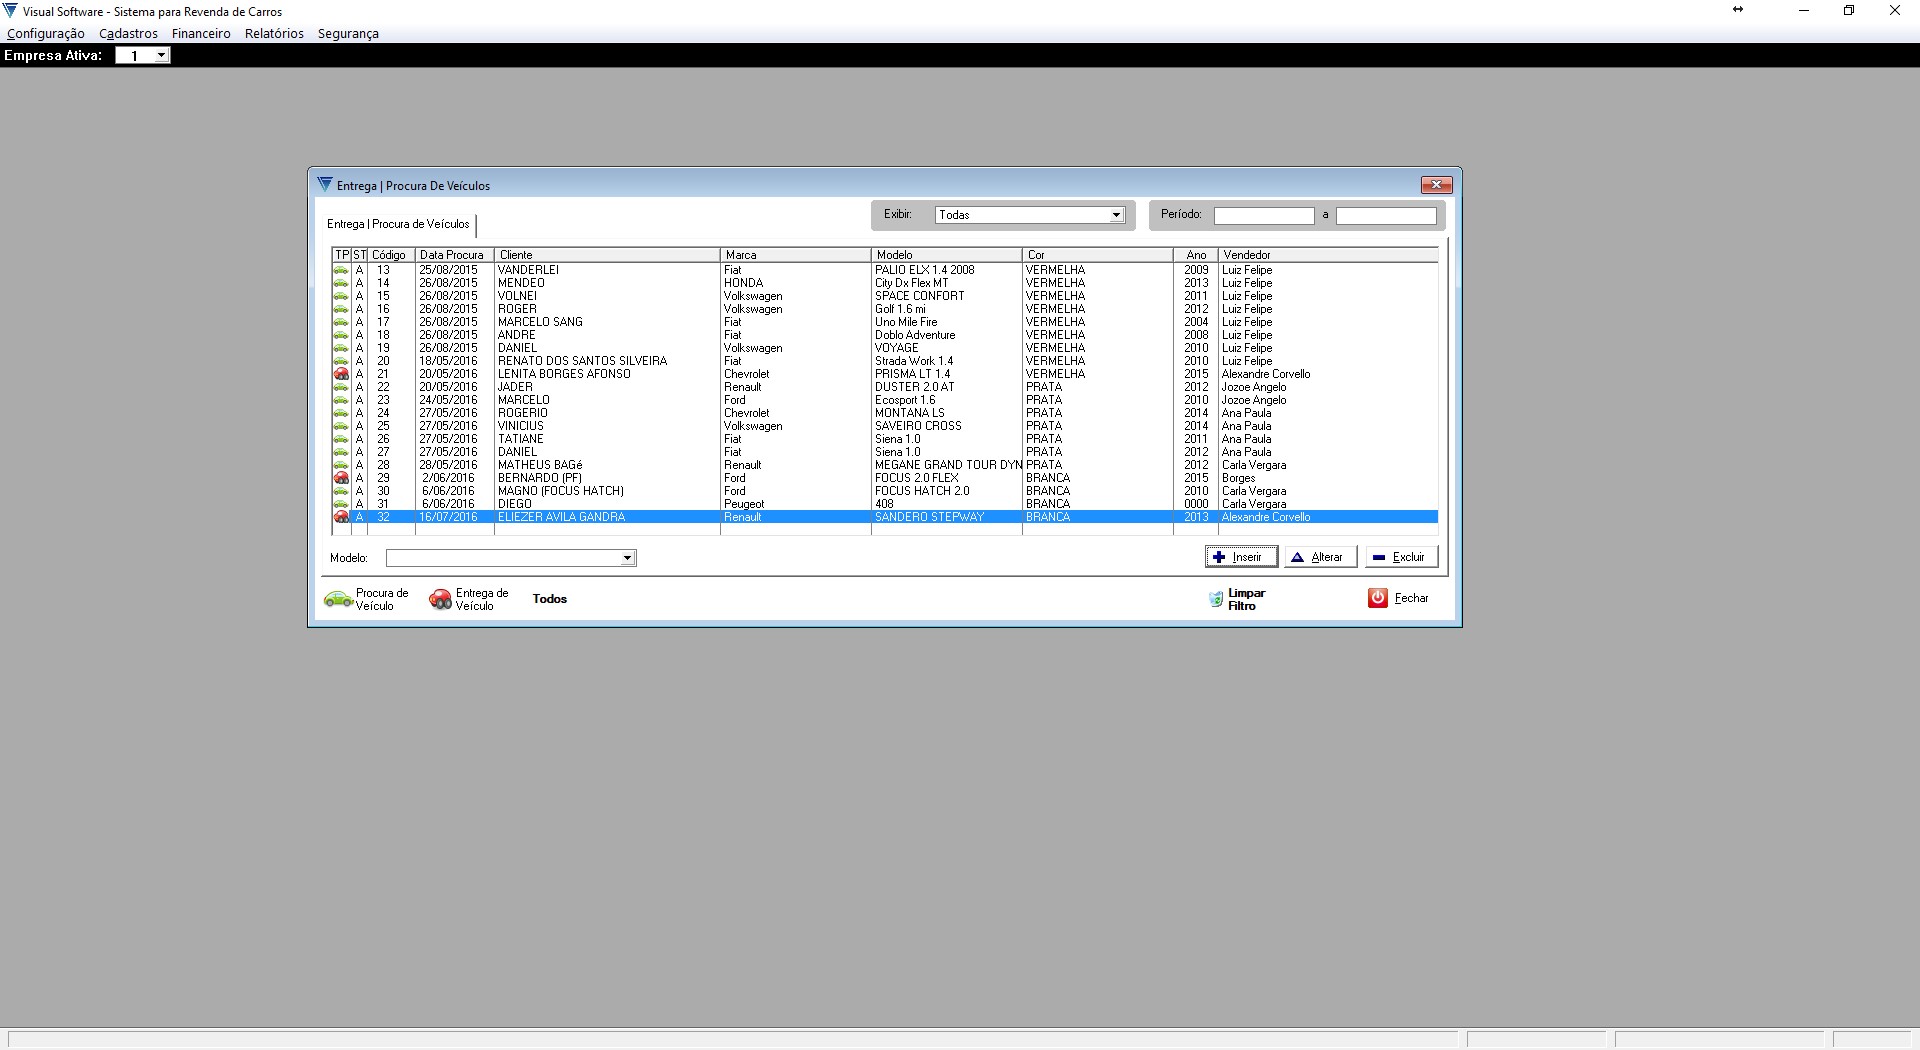 Visual Software - Sistema para Revenda de Carros
Configuração Cadastros Financeiro Relatórios Segurança
Empresa Ativa: 1
Entrega | Procura De Veículos
Exibir: Todas Período: a
Entrega | Procura de Veículos
TP ST Código Data Procura Cliente Marca Modelo Cor Ano Vendedor
A 13 25/08/2015 VANDERLEI Fiat PALIO ELX 1.4 2008 VERMELHA 2009 Luiz Felipe
A 14 26/08/2015 MENDEO HONDA City Dx Flex MT VERMELHA 2013 Luiz Felipe
A 15 26/08/2015 VOLNEI Volkswagen SPACE CONFORT VERMELHA 2011 Luiz Felipe
A 16 26/08/2015 ROGER Volkswagen Golf 1.6 mi VERMELHA 2012 Luiz Felipe
A 17 26/08/2015 MARCELO SANG Fiat Uno Mile Fire VERMELHA 2004 Luiz Felipe
A 18 26/08/2015 ANDRE Fiat Doblo Adventure VERMELHA 2008 Luiz Felipe
A 19 26/08/2015 DANIEL Volkswagen VOYAGE VERMELHA 2010 Luiz Felipe
A 20 18/05/2016 RENATO DOS SANTOS SILVEIRA Fiat Strada Work 1.4 VERMELHA 2010 Luiz Felipe
A 21 20/05/2016 LENITA BORGES AFONSO Chevrolet PRISMA LT 1.4 VERMELHA 2015 Alexandre Corvello
A 22 20/05/2016 JADER Renault DUSTER 2.0 AT PRATA 2012 Jozoe Angelo
A 23 24/05/2016 MARCELO Ford Ecosport 1.6 PRATA 2010 Jozoe Angelo
A 24 27/05/2016 ROGERIO Chevrolet MONTANA LS PRATA 2014 Ana Paula
A 25 27/05/2016 VINICIUS Volkswagen SAVEIRO CROSS PRATA 2014 Ana Paula
A 26 27/05/2016 TATIANE Fiat Siena 1.0 PRATA 2011 Ana Paula
A 27 27/05/2016 DANIEL Fiat Siena 1.0 PRATA 2012 Ana Paula
A 28 28/05/2016 MATHEUS BAGé Renault MEGANE GRAND TOUR DYN PRATA 2012 Carla Vergara
A 29 2/06/2016 BERNARDO (PF) Ford FOCUS 2.0 FLEX BRANCA 2015 Borges
A 30 6/06/2016 MAGNO (FOCUS HATCH) Ford FOCUS HATCH 2.0 BRANCA 2010 Carla Vergara
A 31 6/06/2016 DIEGO Peugeot 408 BRANCA 0000 Carla Vergara
A 32 16/07/2016 ELIEZER AVILA GANDRA Renault SANDERO STEPWAY BRANCA 2013 Alexandre Corvello
Modelo: Inserir Alterar Excluir
Procura de Veículo Entrega de Veículo Todos Limpar Filtro Fechar